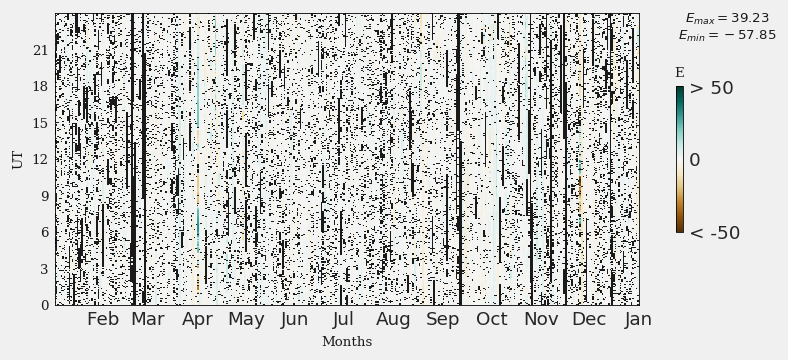 E_max = 39.23
E_min = −57.85
E
> 50
0
< -50
UT
21
18
15
12
9
6
3
0
Feb Mar Apr May Jun Jul Aug Sep Oct Nov Dec Jan
Months